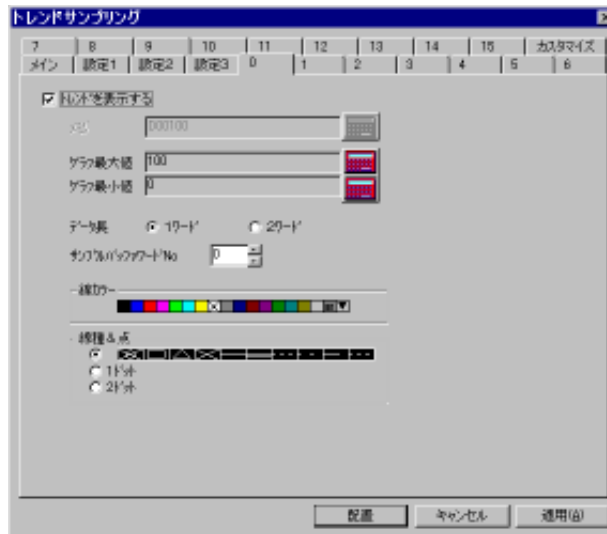 トレンドサンプリング
7 8 9 10 11 12 13 14 15 カスタマイズ
メイン 設定1 設定2 設定3 0 1 2 3 4 5 6
トレンドを表示する
メモリ D00100
グラフ最大値 100
グラフ最小値 0
データ長 1ワード 2ワード
サンプルバッファワードNo 0
線カラー
線種&点
1ドット
2ドット
配置 キャンセル 適用(A)